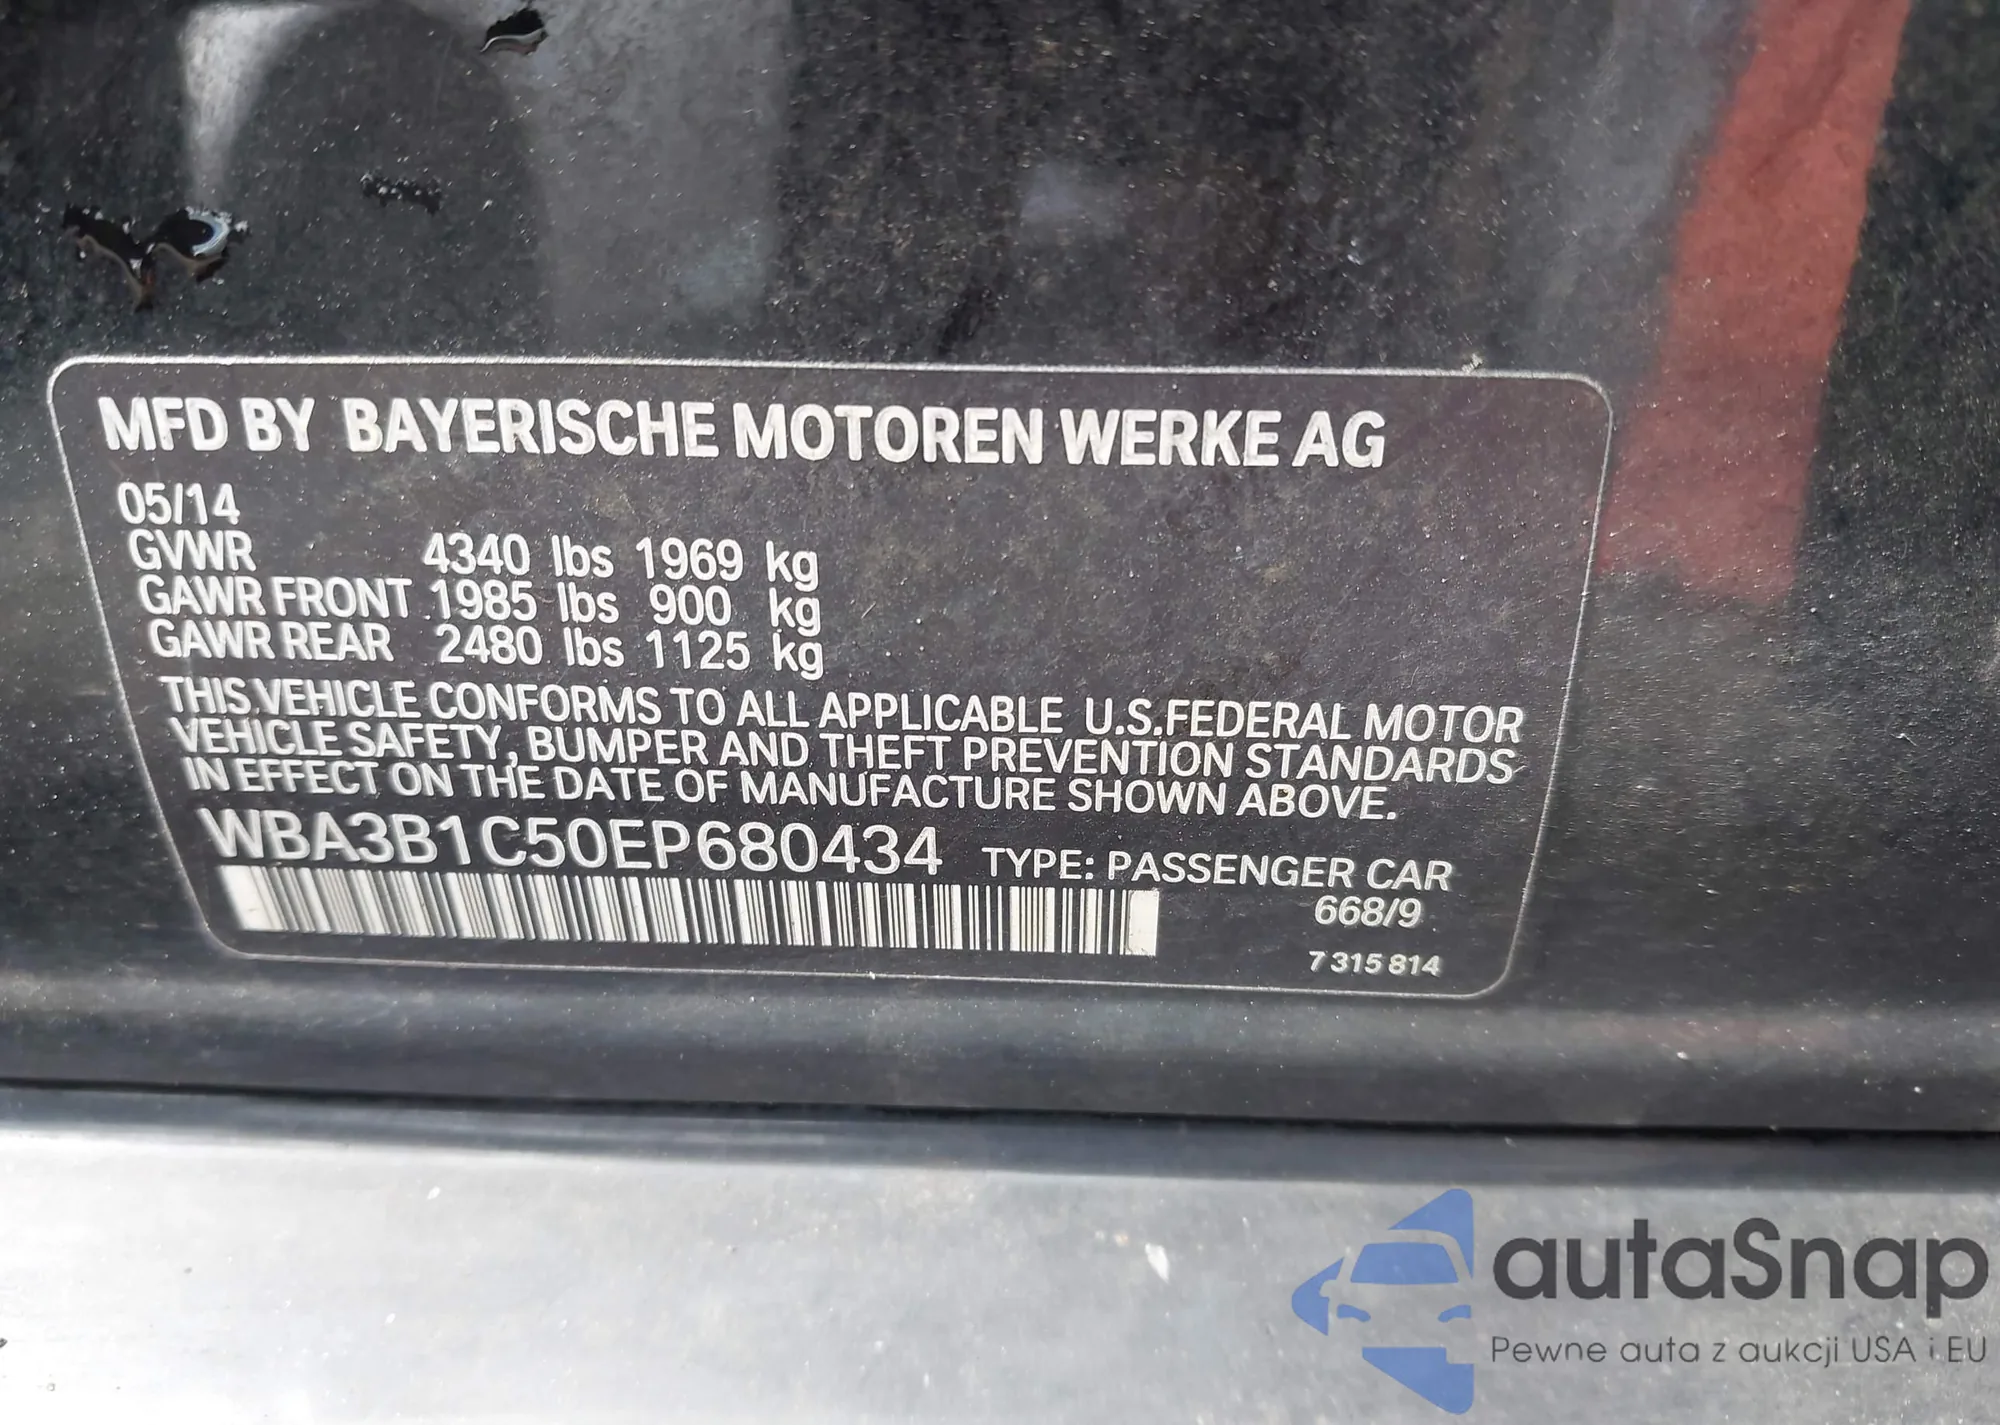 MFD BY BAYERISCHE MOTOREN WERKE AG
05/14
GVWR 4340 lbs 1969 kg
GAWR FRONT 1985 lbs 900 kg
GAWR REAR 2480 lbs 1125 kg
THIS VEHICLE CONFORMS TO ALL APPLICABLE U.S.FEDERAL MOTOR
VEHICLE SAFETY, BUMPER AND THEFT PREVENTION STANDARDS
IN EFFECT ON THE DATE OF MANUFACTURE SHOWN ABOVE.
WBA3B1C50EP680434 TYPE: PASSENGER CAR
668/9
7 315 814
autaSnap
Pewne auta z aukcji USA i EU